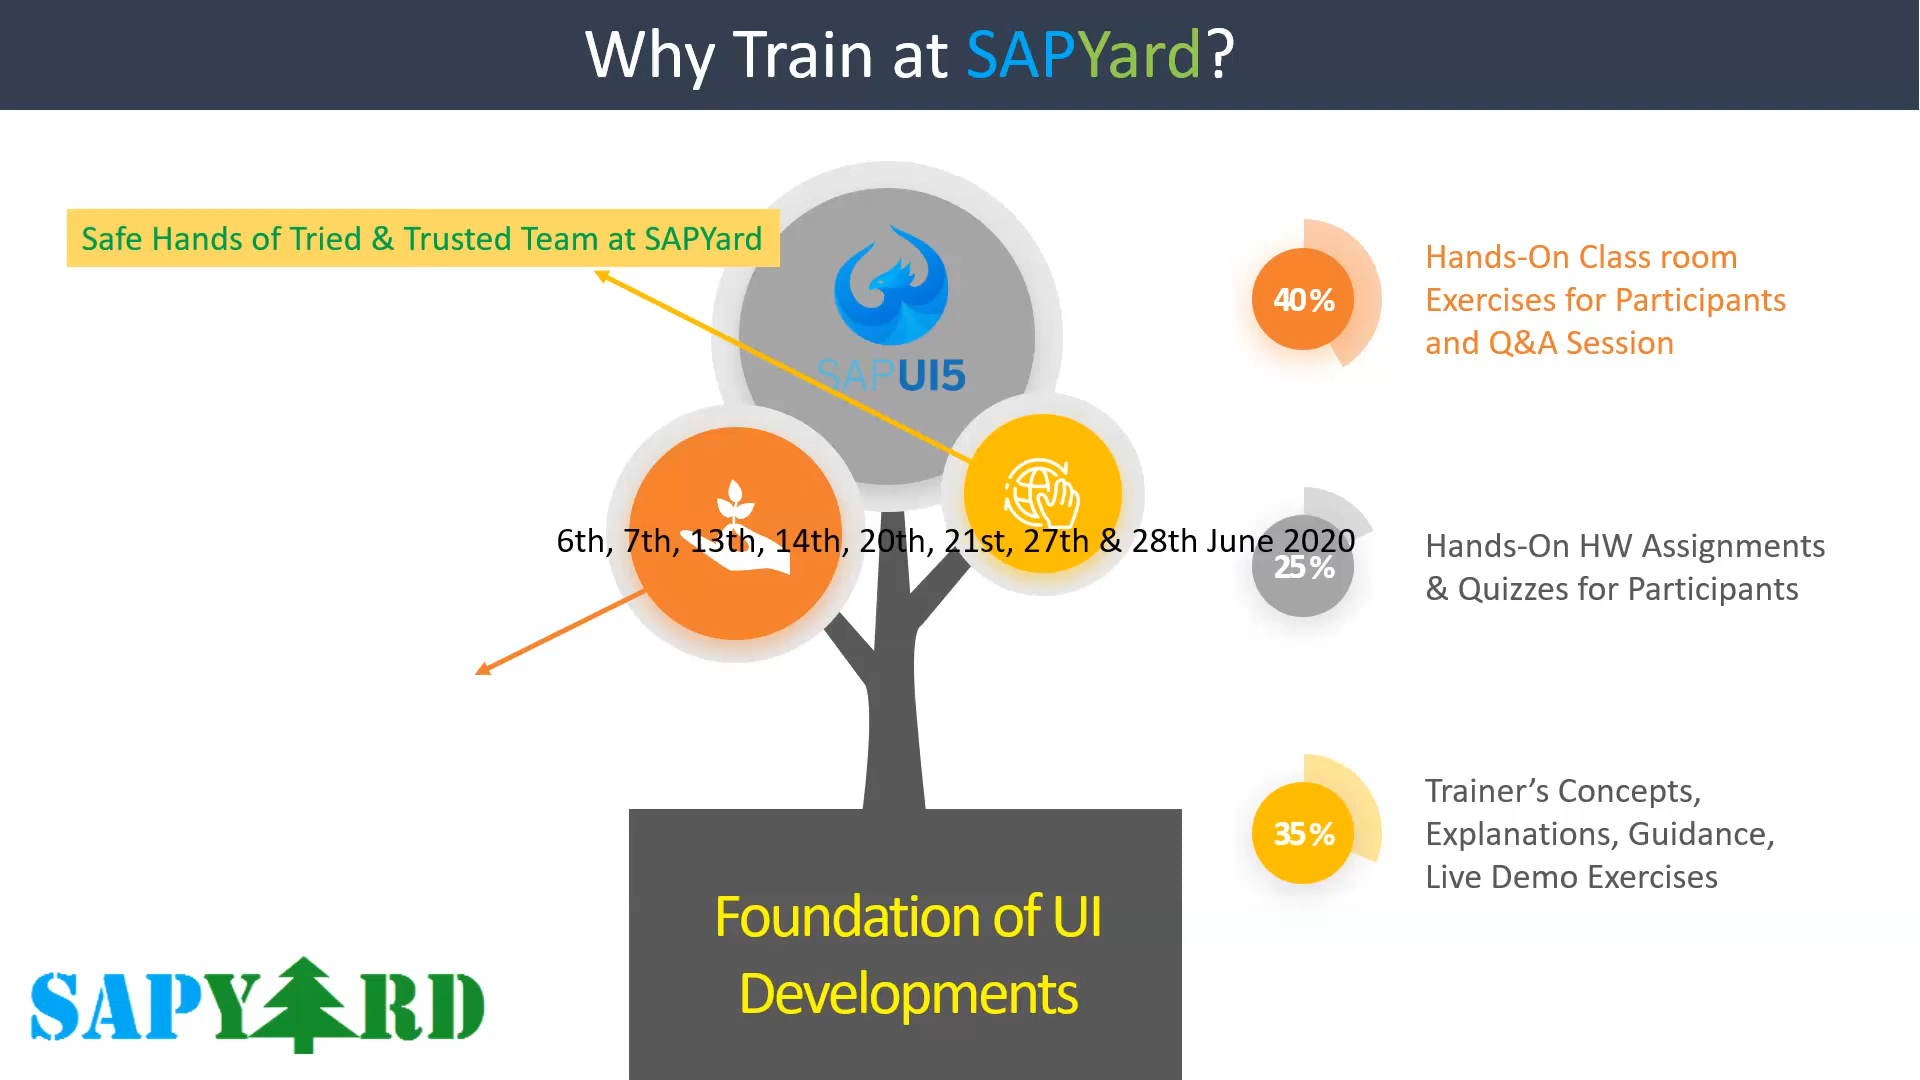 Why Train at SAPYard?
Safe Hands of Tried & Trusted Team at SAPYard
SAPUI5
6th, 7th, 13th, 14th, 20th, 21st, 27th & 28th June 2020
40%
Hands-On Class room
Exercises for Participants
and Q&A Session
25%
Hands-On HW Assignments
& Quizzes for Participants
35%
Trainer’s Concepts,
Explanations, Guidance,
Live Demo Exercises
Foundation of UI
Developments
SAPYARD